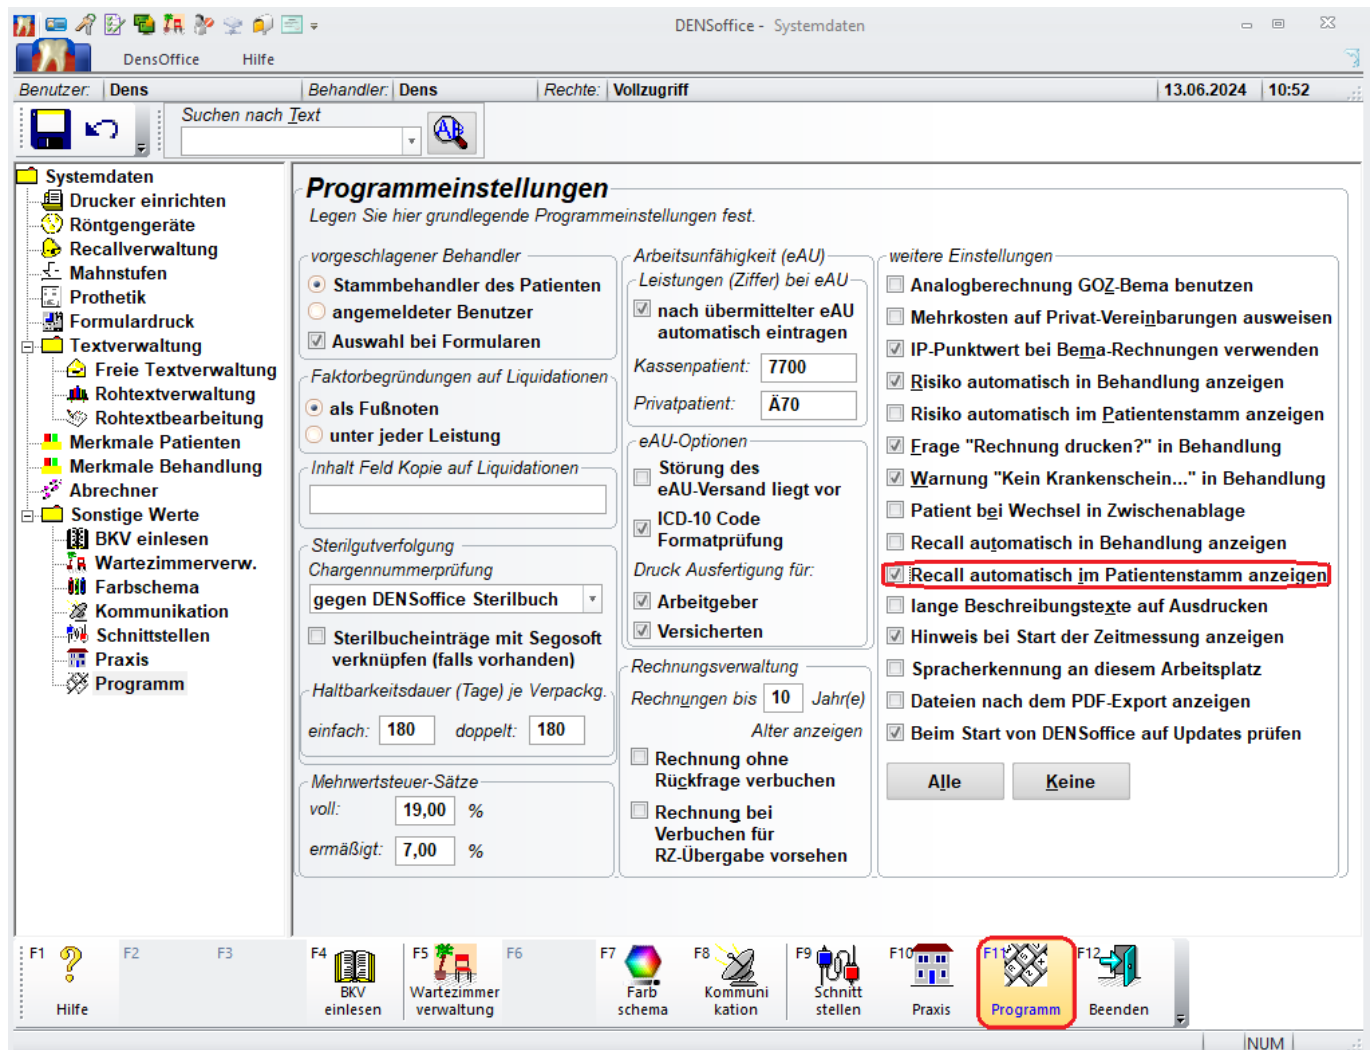 DENSoffice - Systemdaten
DensOffice Hilfe
Benutzer: Dens Behandler: Dens Rechte: Vollzugriff 13.06.2024 10:52
Suchen nach Text
Systemdaten
Drucker einrichten
Röntgengeräte
Recallverwaltung
Mahnstufen
Prothetik
Formulardruck
Textverwaltung
Freie Textverwaltung
Rohtextverwaltung
Rohtextbearbeitung
Merkmale Patienten
Merkmale Behandlung
Abrechner
Sonstige Werte
BKV einlesen
Wartezimmerverw.
Farbschema
Kommunikation
Schnittstellen
Praxis
Programm
Programmeinstellungen
Legen Sie hier grundlegende Programmeinstellungen fest.
vorgeschlagener Behandler
Stammbehandler des Patienten
angemeldeter Benutzer
Auswahl bei Formularen
Faktorbegründungen auf Liquidationen
als Fußnoten
unter jeder Leistung
Inhalt Feld Kopie auf Liquidationen
Sterilgutverfolgung
Chargennummerprüfung
gegen DENSoffice Sterilbuch
Sterilbucheinträge mit Segosoft
verknüpfen (falls vorhanden)
Haltbarkeitsdauer (Tage) je Verpackg.
einfach: 180 doppelt: 180
Mehrwertsteuer-Sätze
voll: 19,00 %
ermäßigt: 7,00 %
Arbeitsunfähigkeit (eAU)
Leistungen (Ziffer) bei eAU
nach übermittelter eAU
automatisch eintragen
Kassenpatient: 7700
Privatpatient: Ä70
eAU-Optionen
Störung des
eAU-Versand liegt vor
ICD-10 Code
Formatprüfung
Druck Ausfertigung für:
Arbeitgeber
Versicherten
Rechnungsverwaltung
Rechnungen bis 10 Jahr(e)
Alter anzeigen
Rechnung ohne
Rückfrage verbuchen
Rechnung bei
Verbuchen für
RZ-Übergabe vorsehen
weitere Einstellungen
Analogberechnung GOZ-Bema benutzen
Mehrkosten auf Privat-Vereinbarungen ausweisen
IP-Punktwert bei Bema-Rechnungen verwenden
Risiko automatisch in Behandlung anzeigen
Risiko automatisch im Patientenstamm anzeigen
Frage "Rechnung drucken?" in Behandlung
Warnung "Kein Krankenschein..." in Behandlung
Patient bei Wechsel in Zwischenablage
Recall automatisch in Behandlung anzeigen
Recall automatisch im Patientenstamm anzeigen
lange Beschreibungstexte auf Ausdrucken
Hinweis bei Start der Zeitmessung anzeigen
Spracherkennung an diesem Arbeitsplatz
Dateien nach dem PDF-Export anzeigen
Beim Start von DENSoffice auf Updates prüfen
Alle Keine
F1 Hilfe
F2
F3
F4 BKV
einlesen
F5 Wartezimmer
verwaltung
F6
F7 Farb
schema
F8 Kommuni
kation
F9 Schnitt
stellen
F10 Praxis
F11 Programm
F12 Beenden
NUM